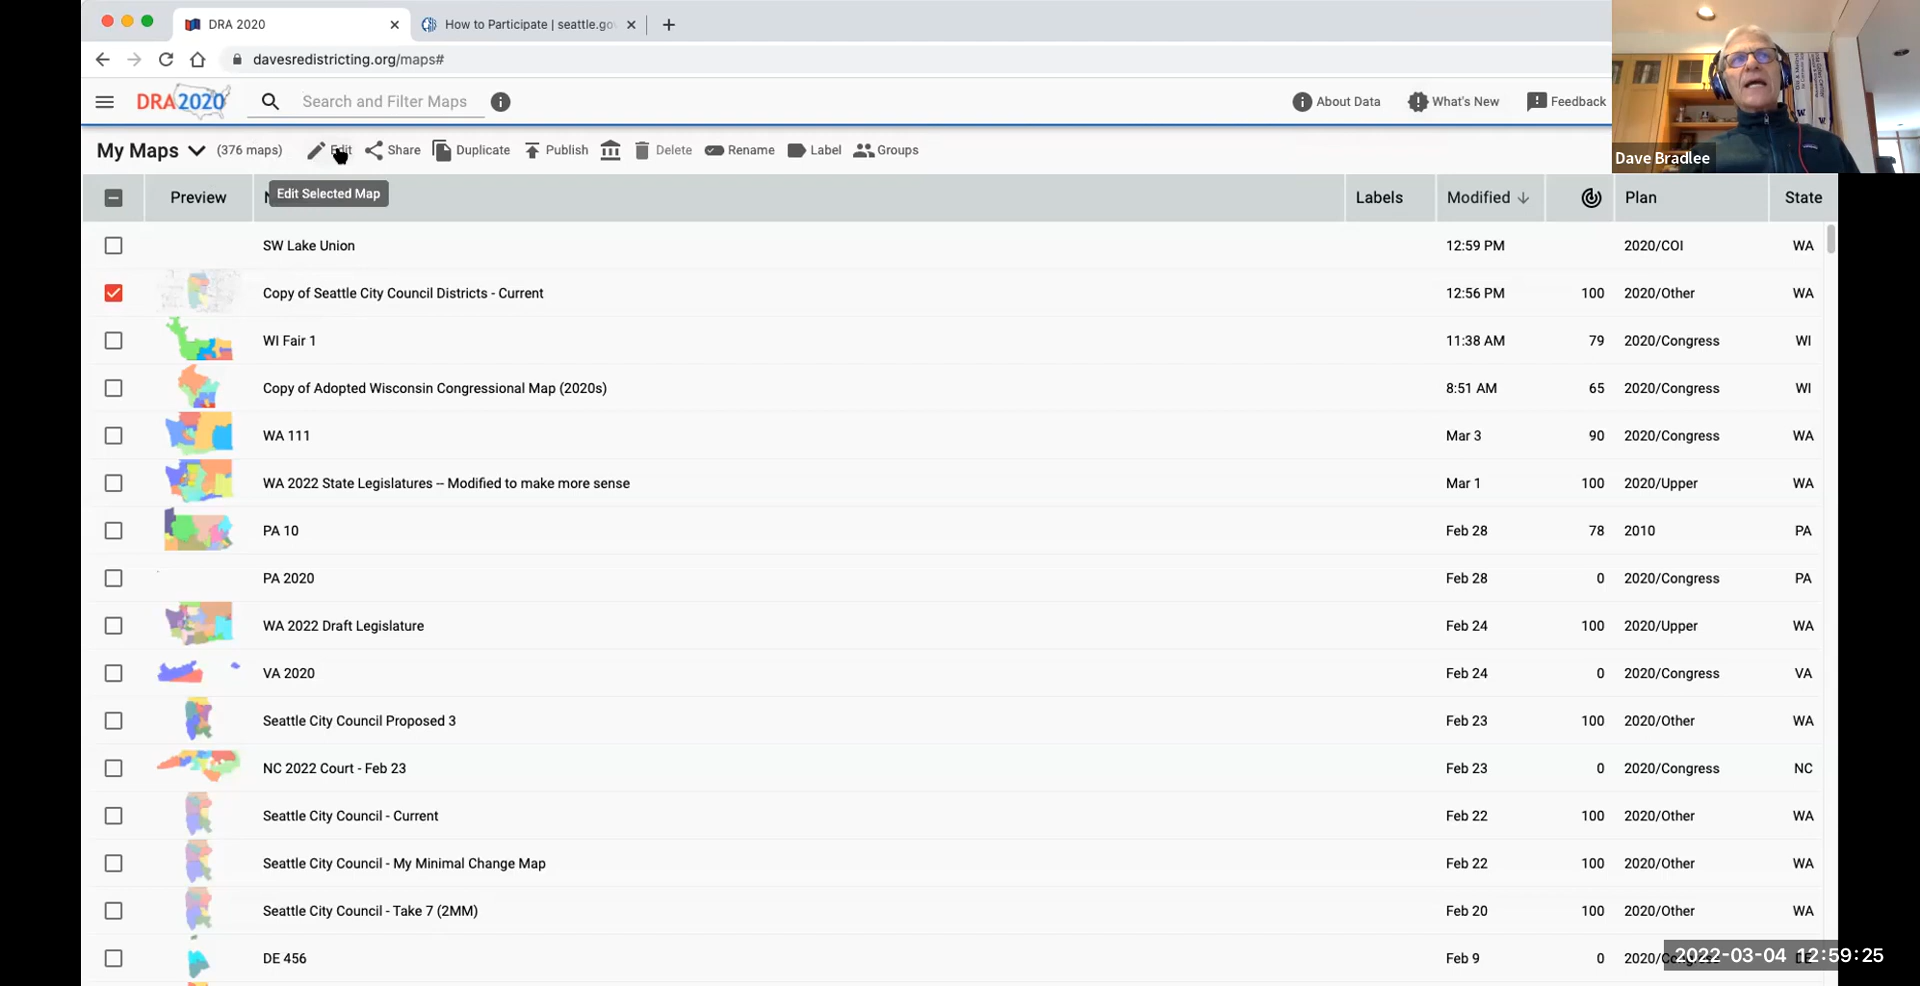 DRA 2020
How to Participate | seattle.go
davesredistricting.org/maps#
DRA2020
Search and Filter Maps
About Data
What's New
Feedback
My Maps
(376 maps)
Edit
Share
Duplicate
Publish
Delete
Rename
Label
Groups
Dave Bradlee
Preview
Edit Selected Map
Labels
Modified
Plan
State
SW Lake Union 12:59 PM 2020/COI WA
Copy of Seattle City Council Districts - Current 12:56 PM 100 2020/Other WA
WI Fair 1 11:38 AM 79 2020/Congress WI
Copy of Adopted Wisconsin Congressional Map (2020s) 8:51 AM 65 2020/Congress WI
WA 111 Mar 3 90 2020/Congress WA
WA 2022 State Legislatures -- Modified to make more sense Mar 1 100 2020/Upper WA
PA 10 Feb 28 78 2010 PA
PA 2020 Feb 28 0 2020/Congress PA
WA 2022 Draft Legislature Feb 24 100 2020/Upper WA
VA 2020 Feb 24 0 2020/Congress VA
Seattle City Council Proposed 3 Feb 23 100 2020/Other WA
NC 2022 Court - Feb 23 Feb 23 0 2020/Congress NC
Seattle City Council - Current Feb 22 100 2020/Other WA
Seattle City Council - My Minimal Change Map Feb 22 100 2020/Other WA
Seattle City Council - Take 7 (2MM) Feb 20 100 2020/Other WA
DE 456 Feb 9 0 2020/Congress DE
2022-03-04 12:59:25